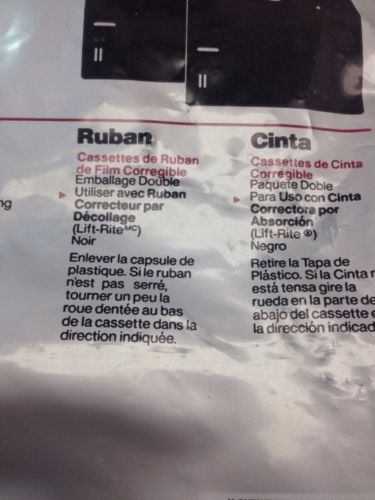 Ruban
Cassettes de Ruban
de Film Corregible
Emballage Double
Utiliser avec Ruban
Correcteur par
Décollage
(Lift-Rite MC)
Noir
Enlever la capsule de
plastique. Si le ruban
n'est pas serré,
tourner un peu la
roue dentée au bas
de la cassette dans la
direction indiquée.
Cinta
Cassettes de Cinta
Corregible
Paquete Doble
Para Uso con Cinta
Correctora por
Absorción
(Lift-Rite ®)
Negro
Retire la Tapa de
Plástico. Si la Cinta
está tensa gire la
rueda en la parte de
abajo del cassette
la dirección